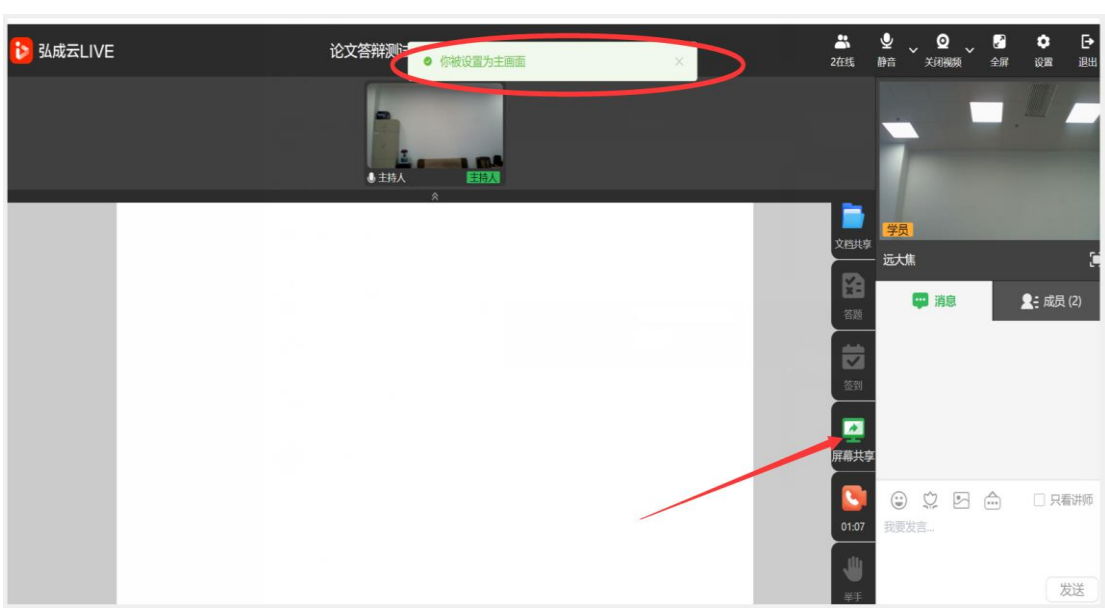 弘成云LIVE
论文答辩测
你被设置为主画面
2在线
静音
关闭视频
全屏
设置
退出
主持人
主持人
文档共享
学员
远大焦
答题
消息
成员 (2)
签到
屏幕共享
01:07
举手
只看讲师
我要发言...
发送